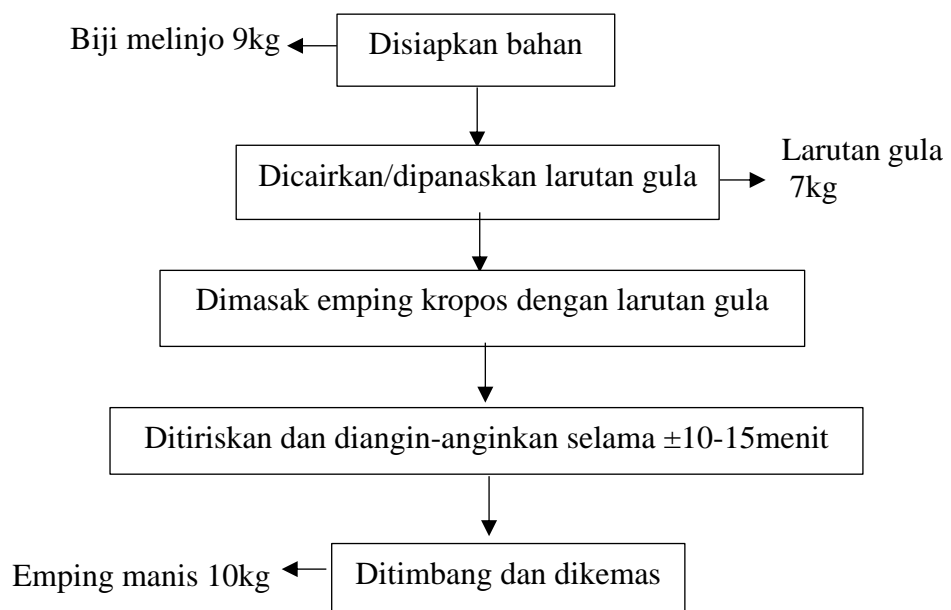 Biji melinjo 9kg
Disiapkan bahan
Dicairkan/dipanaskan larutan gula
Larutan gula
7kg
Dimasak emping kropos dengan larutan gula
Ditiriskan dan diangin-anginkan selama ±10-15menit
Emping manis 10kg
Ditimbang dan dikemas